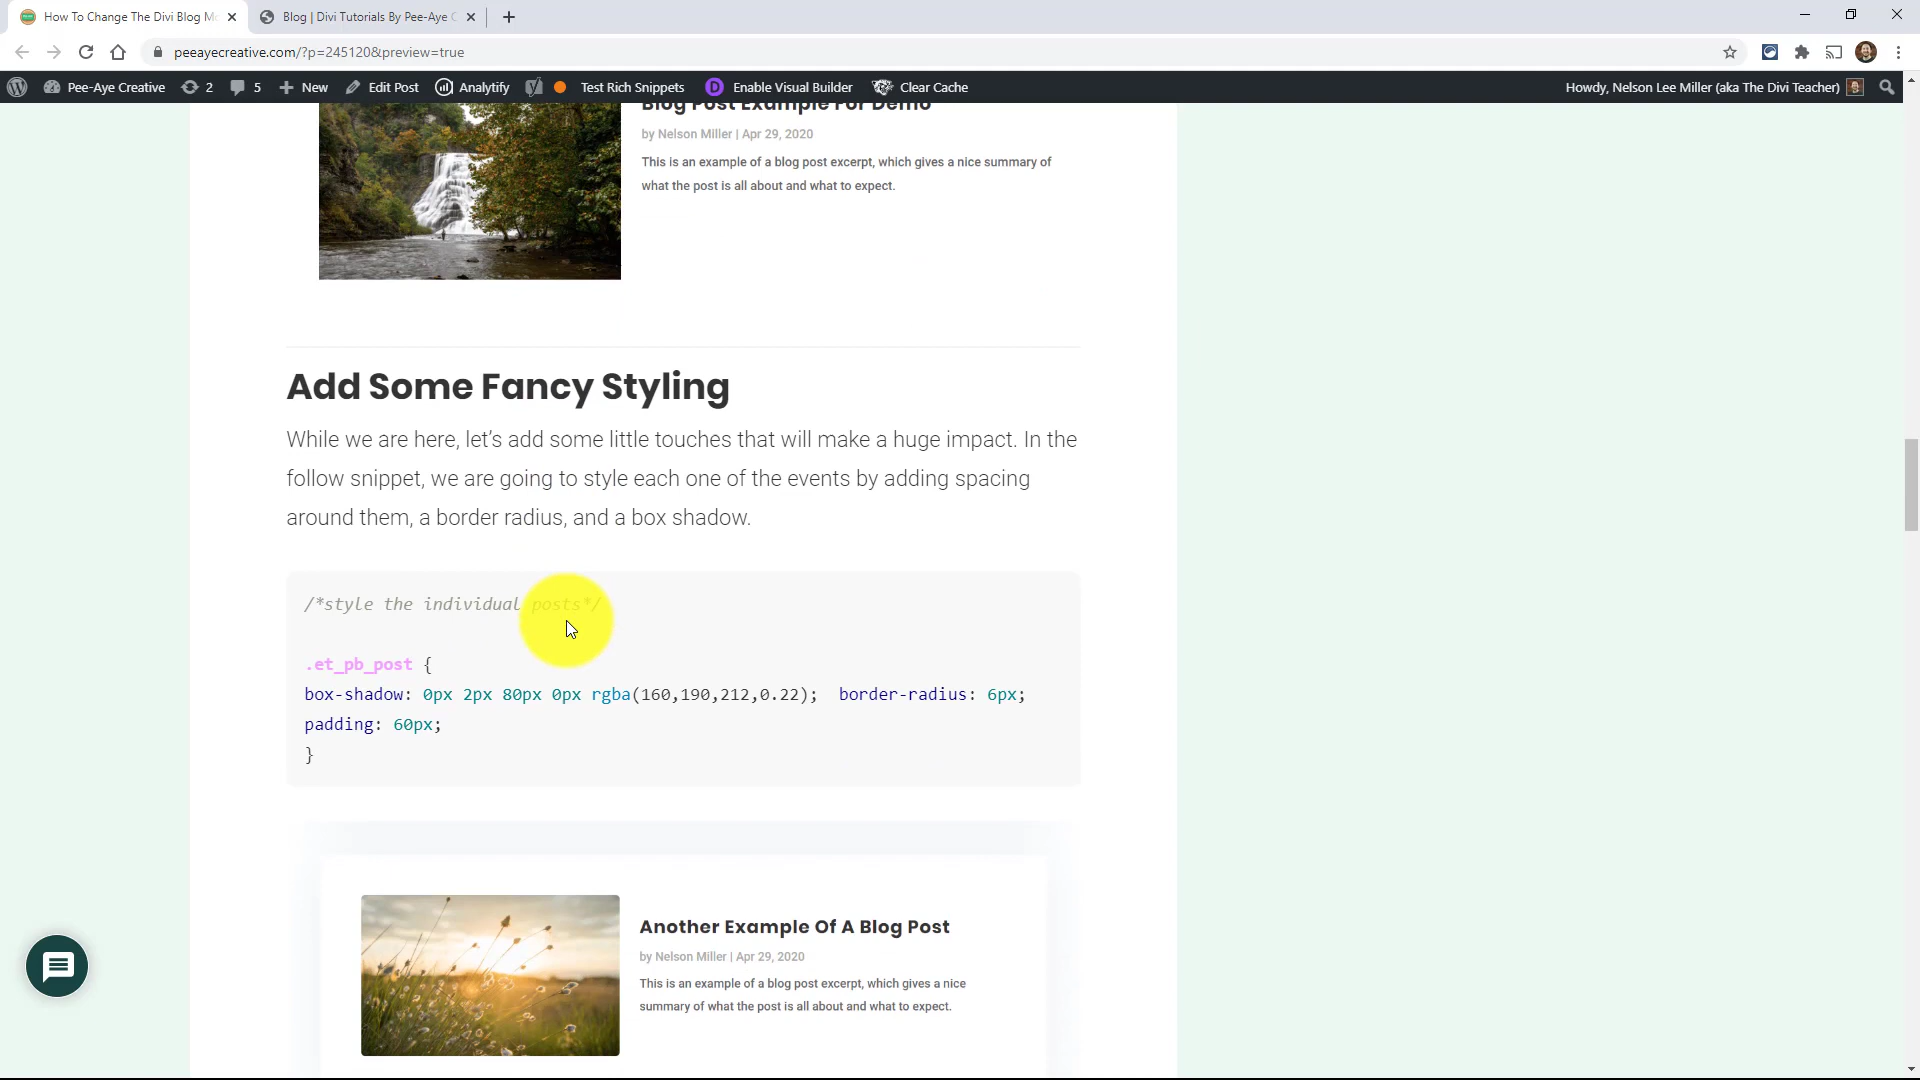 How To Change The Divi Blog Mo
Blog | Divi Tutorials By Pee-Aye C
peeayecreative.com/?p=245120&preview=true
Pee-Aye Creative
2
5
New
Edit Post
Analytify
Test Rich Snippets
Enable Visual Builder
Clear Cache
Howdy, Nelson Lee Miller (aka The Divi Teacher)
Blog Post Example For Demo
by Nelson Miller | Apr 29, 2020
This is an example of a blog post excerpt, which gives a nice summary of
what the post is all about and what to expect.
Add Some Fancy Styling
While we are here, let’s add some little touches that will make a huge impact. In the
follow snippet, we are going to style each one of the events by adding spacing
around them, a border radius, and a box shadow.
/*style the individual posts*/
.et_pb_post {
box-shadow: 0px 2px 80px 0px rgba(160,190,212,0.22);  border-radius: 6px;
padding: 60px;
}
Another Example Of A Blog Post
by Nelson Miller | Apr 29, 2020
This is an example of a blog post excerpt, which gives a nice
summary of what the post is all about and what to expect.